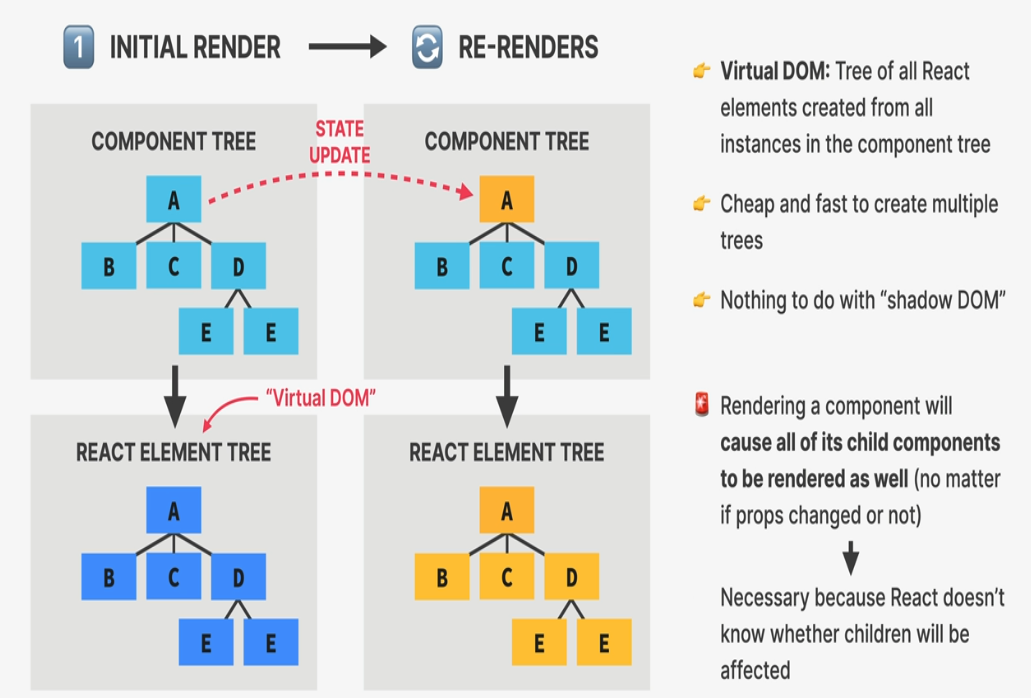 1 INITIAL RENDER
RE-RENDERS
COMPONENT TREE
A
B C D
E E
STATE
UPDATE
COMPONENT TREE
A
B C D
E E
"Virtual DOM"
REACT ELEMENT TREE
A
B C D
E E
REACT ELEMENT TREE
A
B C D
E E
Virtual DOM: Tree of all React
elements created from all
instances in the component tree
Cheap and fast to create multiple
trees
Nothing to do with “shadow DOM”
Rendering a component will
cause all of its child components
to be rendered as well (no matter
if props changed or not)
Necessary because React doesn’t
know whether children will be
affected